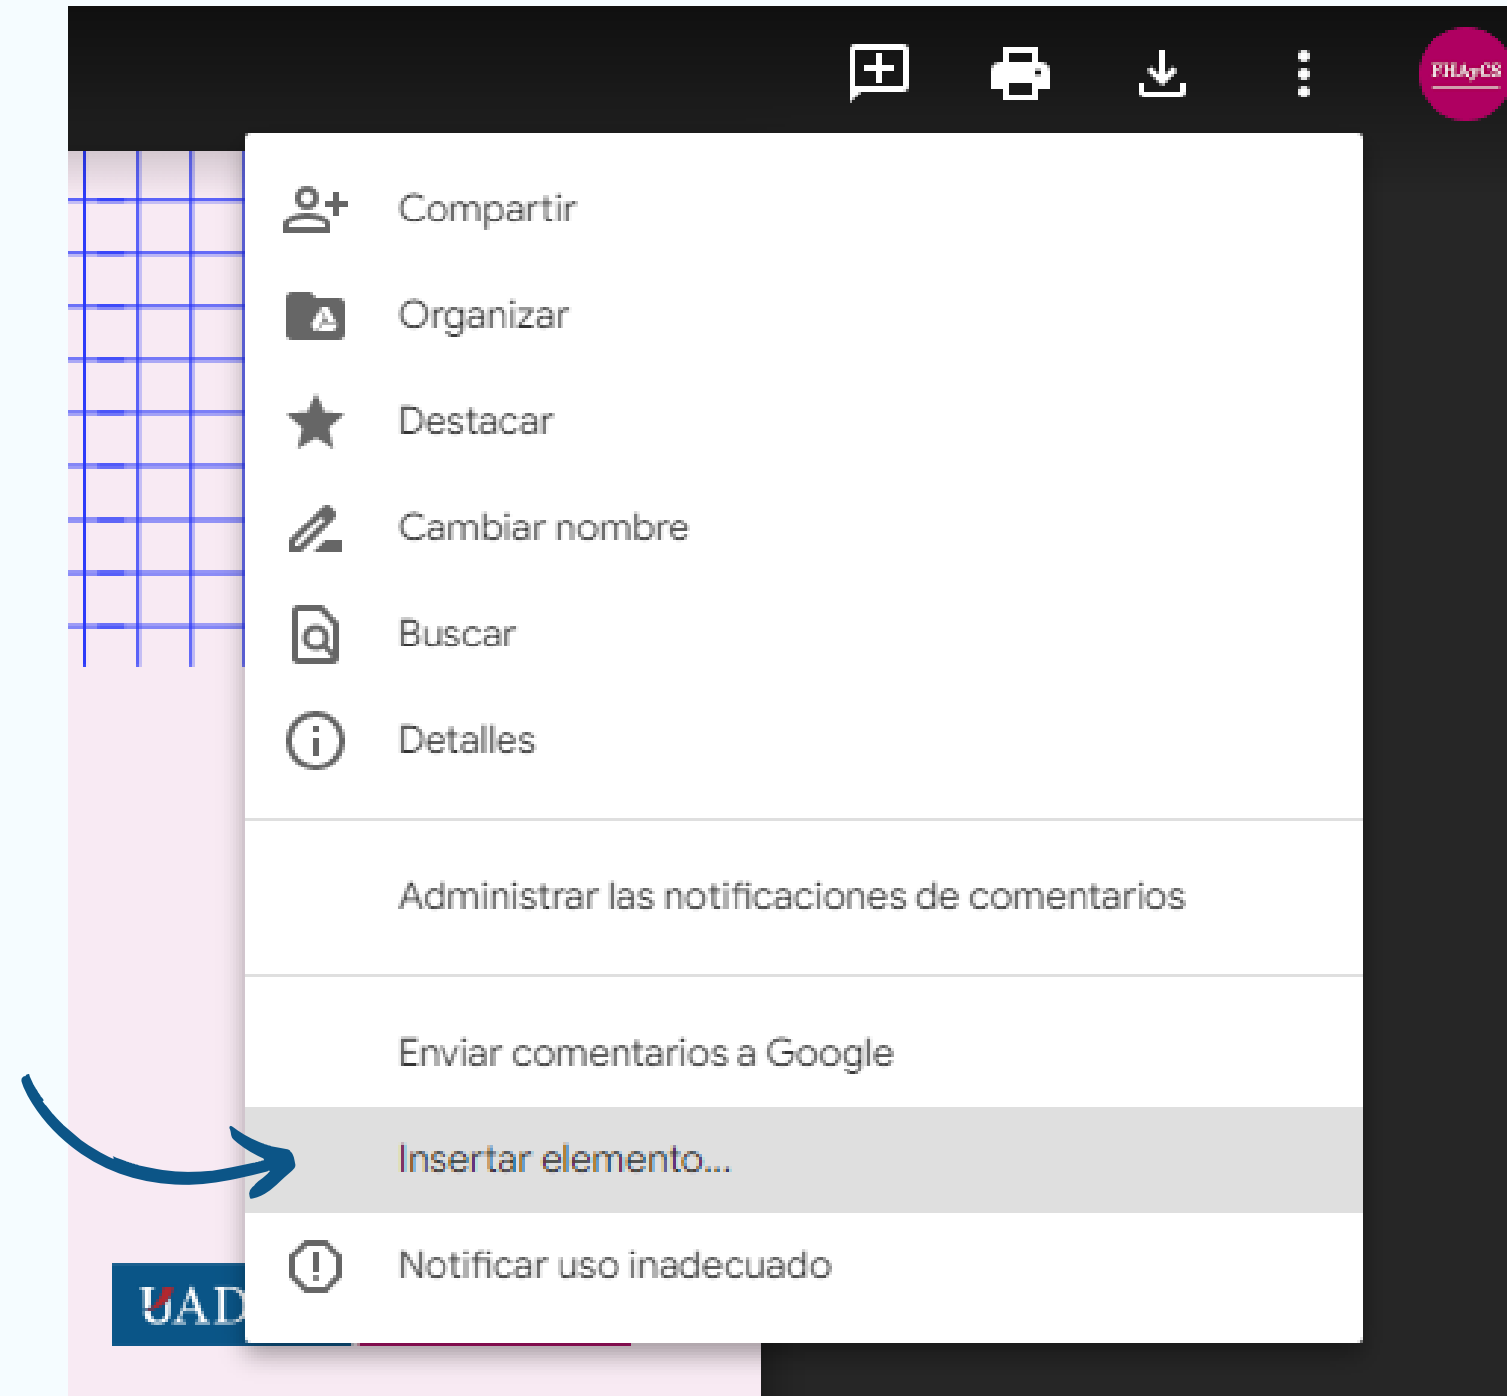 FHAyCS
Compartir
Organizar
Destacar
Cambiar nombre
Buscar
Detalles
Administrar las notificaciones de comentarios
Enviar comentarios a Google
Insertar elemento...
Notificar uso inadecuado
UAD